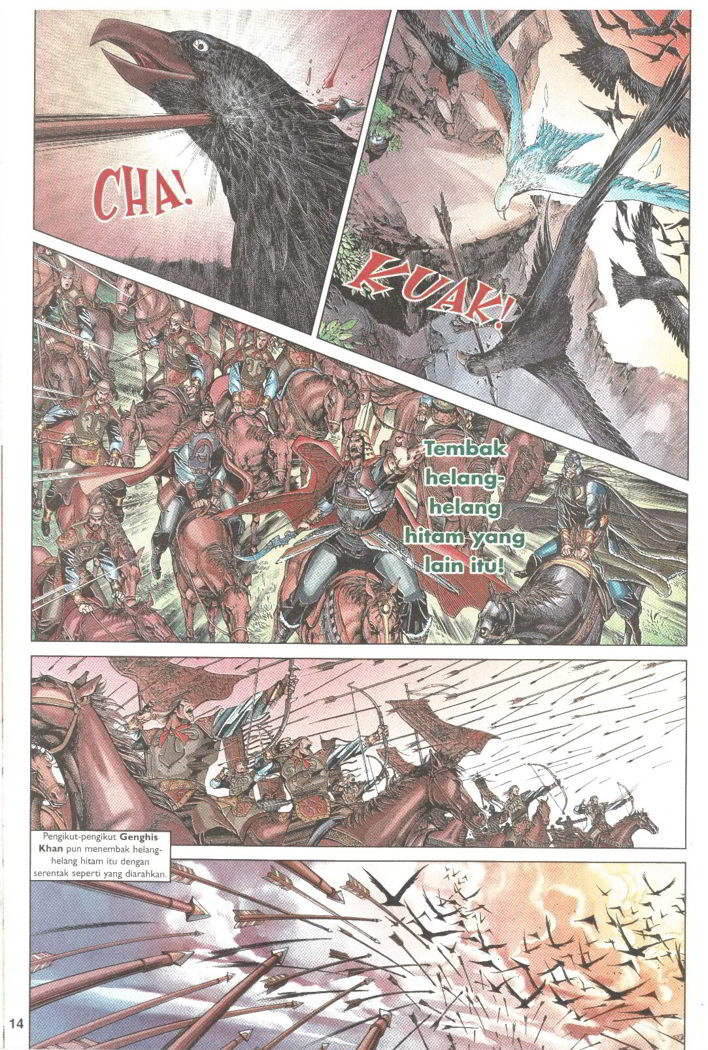 CHA!
KUAK!
Tembak
helang-
helang
hitam yang
lain itu!
Pengikut-pengikut Genghis
Khan pun menembak helang-
helang hitam itu dengan
serentak seperti yang diarahkan.
14